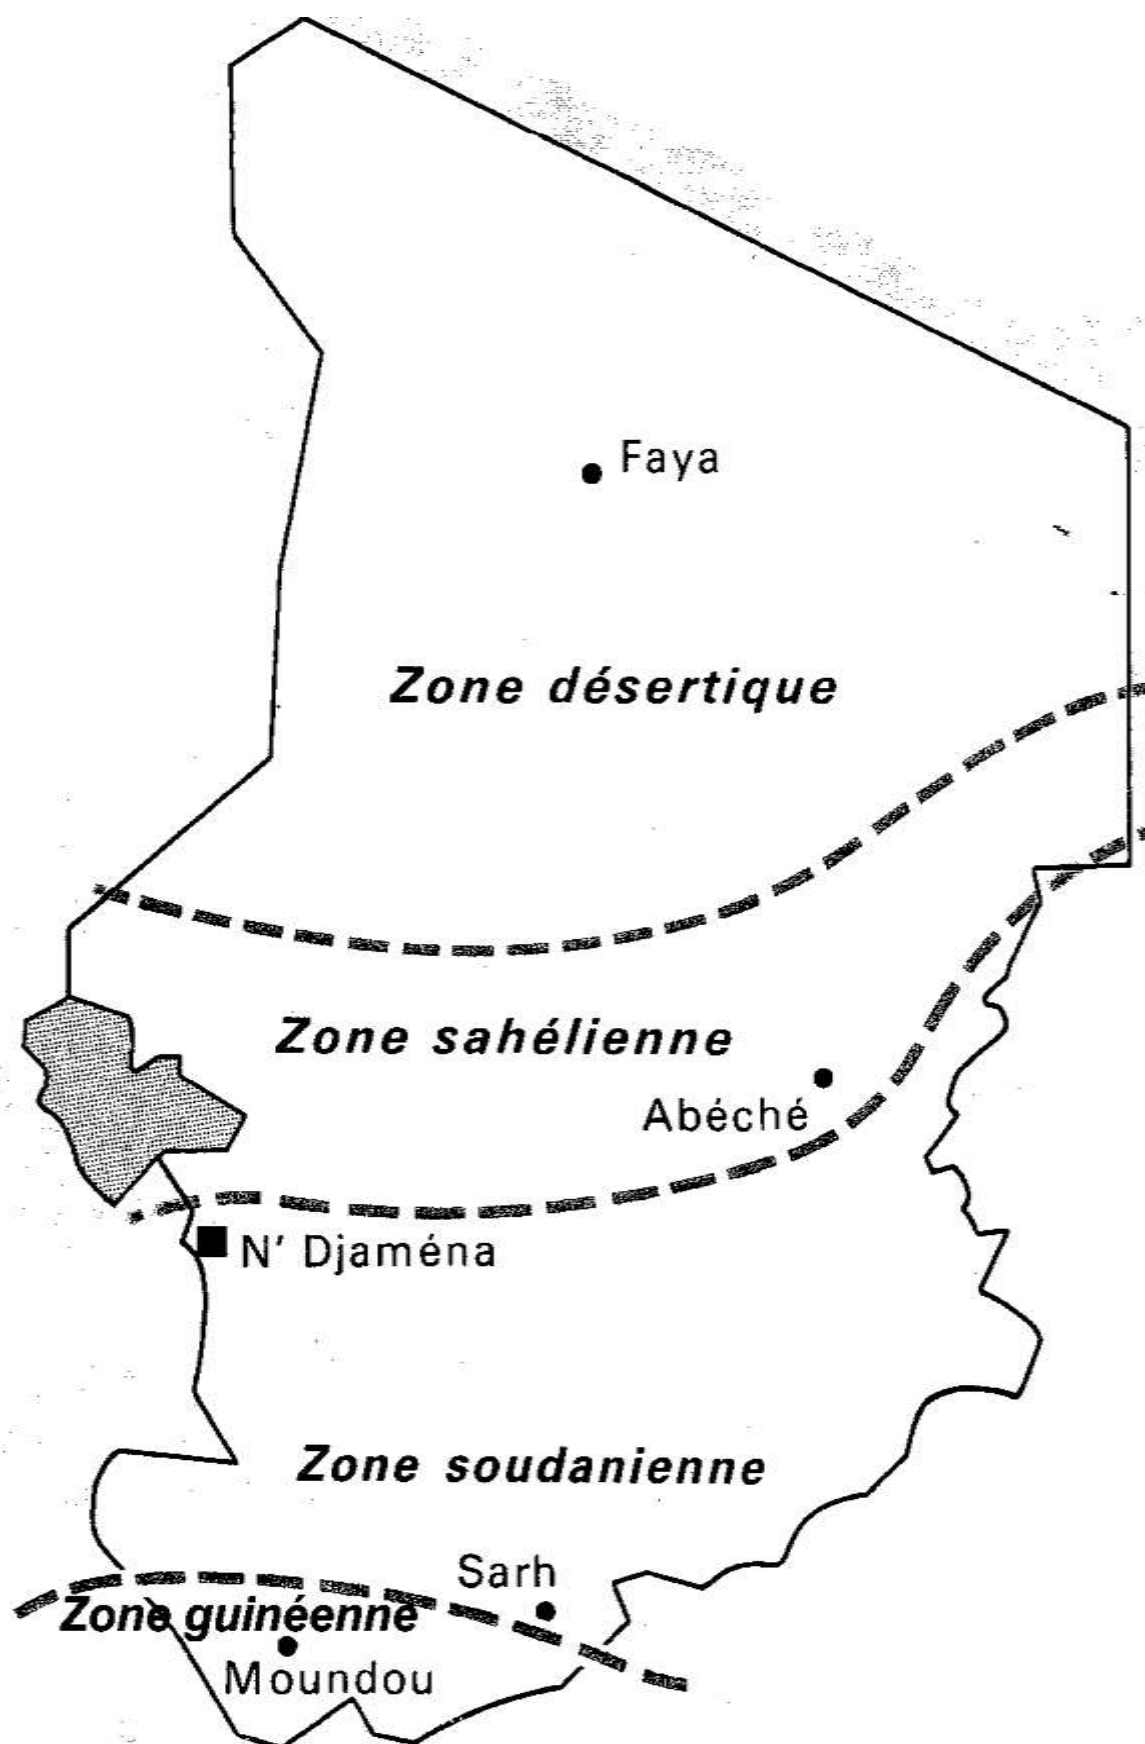 Faya
Zone désertique
Zone sahélienne
Abéché
N' Djaména
Zone soudanienne
Sarh
Zone guinéenne
Moundou